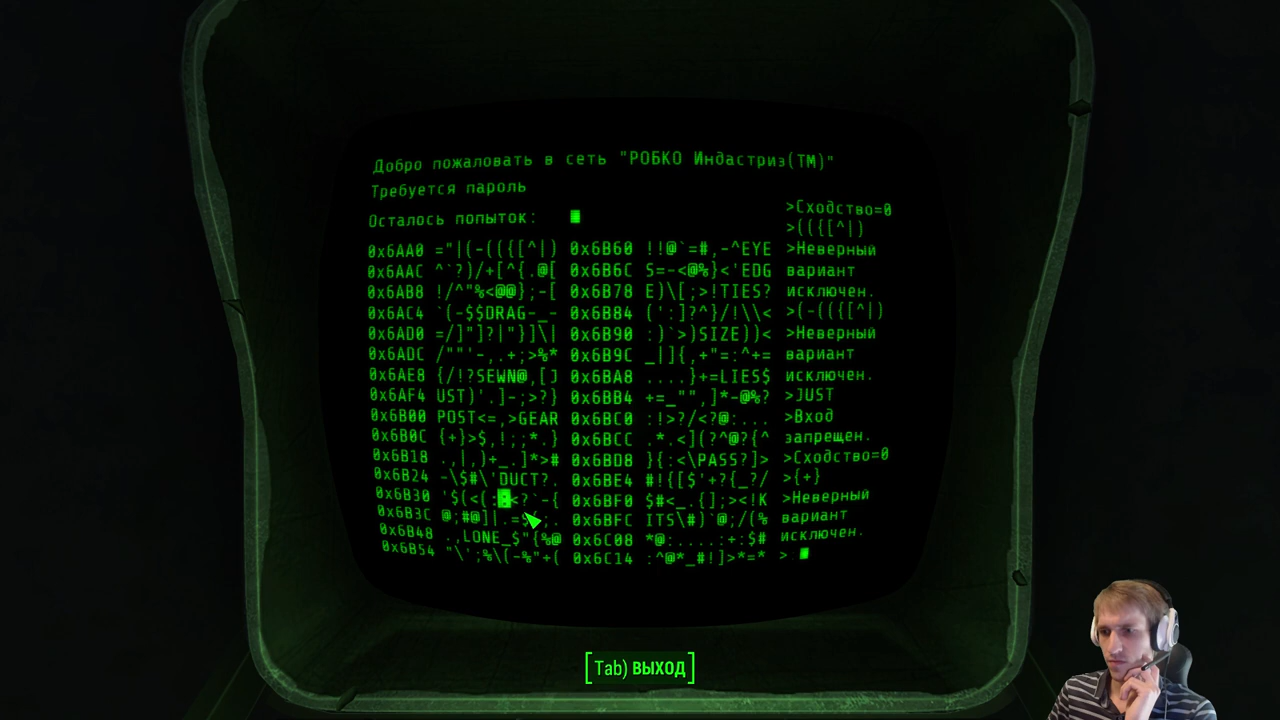 Добро пожаловать в сеть "РОБКО Индастриз(ТМ)"
Требуется пароль
Осталось попыток: ■
0x6AA0 ="|(-(({[^|) 0x6B60 !!@`=#,-^EYE
0x6AAC ^`?)/+[^{.@[ 0x6B6C S=-<@%}<'EDG
0x6AB8 !/^"%<@@};-[ 0x6B78 E)\[;>!TIES?
0x6AC4 `(-$$DRAG-_- 0x6B84 (':]?^}/!\\<
0x6AD0 =/]"]?|"}]\| 0x6B90 :)`>)SIZE))<
0x6ADC /""'-,.+;>%* 0x6B9C _|]{,+"=:^+=
0x6AE8 {/!?SEWN@,[J 0x6BA8 ....}+=LIES$
0x6AF4 UST)'.]-;>?} 0x6BB4 +=_"",]*-@%?
0x6B00 POST<=,>GEAR 0x6BC0 :!>?/<?@:...
0x6B0C {+}>$,!;;*.} 0x6BCC .*.<](?^@?{^
0x6B18 .,|,)+_.]*># 0x6BD8 }{:<\PASS?]>
0x6B24 -\$#\'DUCT?. 0x6BE4 #!{[$'+?{_?/
0x6B30 '$(<(: <?`-{ 0x6BF0 $#<_.{];><!K
0x6B3C @;#@]|.=$ ;. 0x6BFC ITS\#)`@;/(%
0x6B48 .,LONE_$"{%@ 0x6C08 *@:....:+:$#
0x6B54 "\';%\[-%"+( 0x6C14 :^@*_#!]>*=*
>Сходство=0
>(({[^|)
>Неверный
вариант
исключен.
>(-(({[^|)
>Неверный
вариант
исключен.
>JUST
>Вход
запрещен.
>Сходство=0
>{+}
>Неверный
вариант
исключен.
>■
[Tab) ВЫХОД]